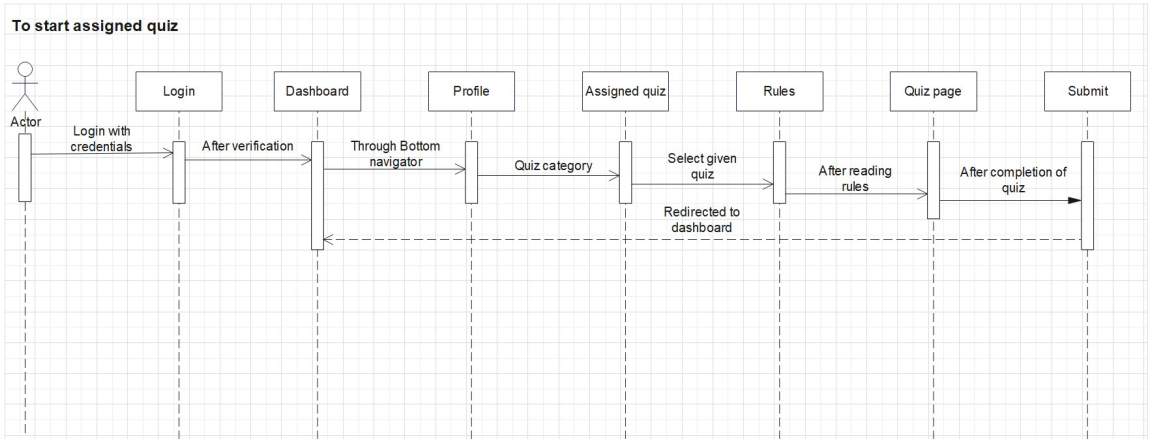 To start assigned quiz
Login
Dashboard
Profile
Assigned quiz
Rules
Quiz page
Submit
Actor
Login with
credentials
After verification
Through Bottom
navigator
Quiz category
Select given
quiz
After reading
rules
After completion of
quiz
Redirected to
dashboard